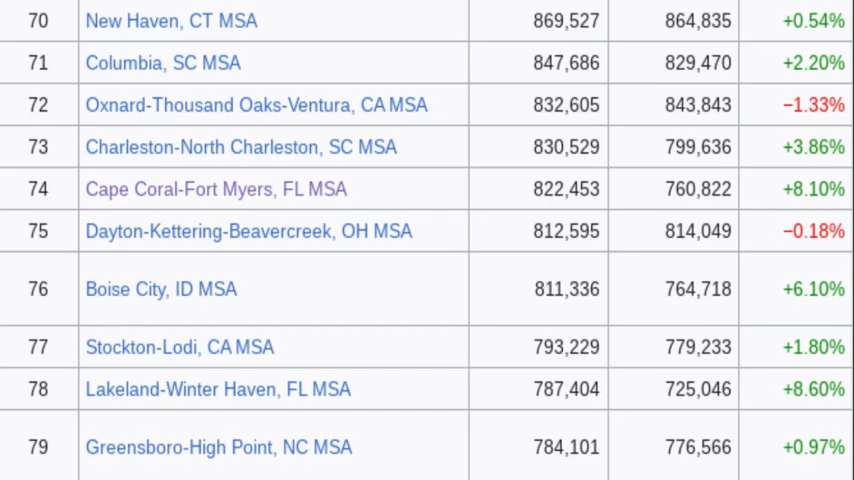 70 New Haven, CT MSA 869,527 864,835 +0.54%
71 Columbia, SC MSA 847,686 829,470 +2.20%
72 Oxnard-Thousand Oaks-Ventura, CA MSA 832,605 843,843 −1.33%
73 Charleston-North Charleston, SC MSA 830,529 799,636 +3.86%
74 Cape Coral-Fort Myers, FL MSA 822,453 760,822 +8.10%
75 Dayton-Kettering-Beavercreek, OH MSA 812,595 814,049 −0.18%
76 Boise City, ID MSA 811,336 764,718 +6.10%
77 Stockton-Lodi, CA MSA 793,229 779,233 +1.80%
78 Lakeland-Winter Haven, FL MSA 787,404 725,046 +8.60%
79 Greensboro-High Point, NC MSA 784,101 776,566 +0.97%